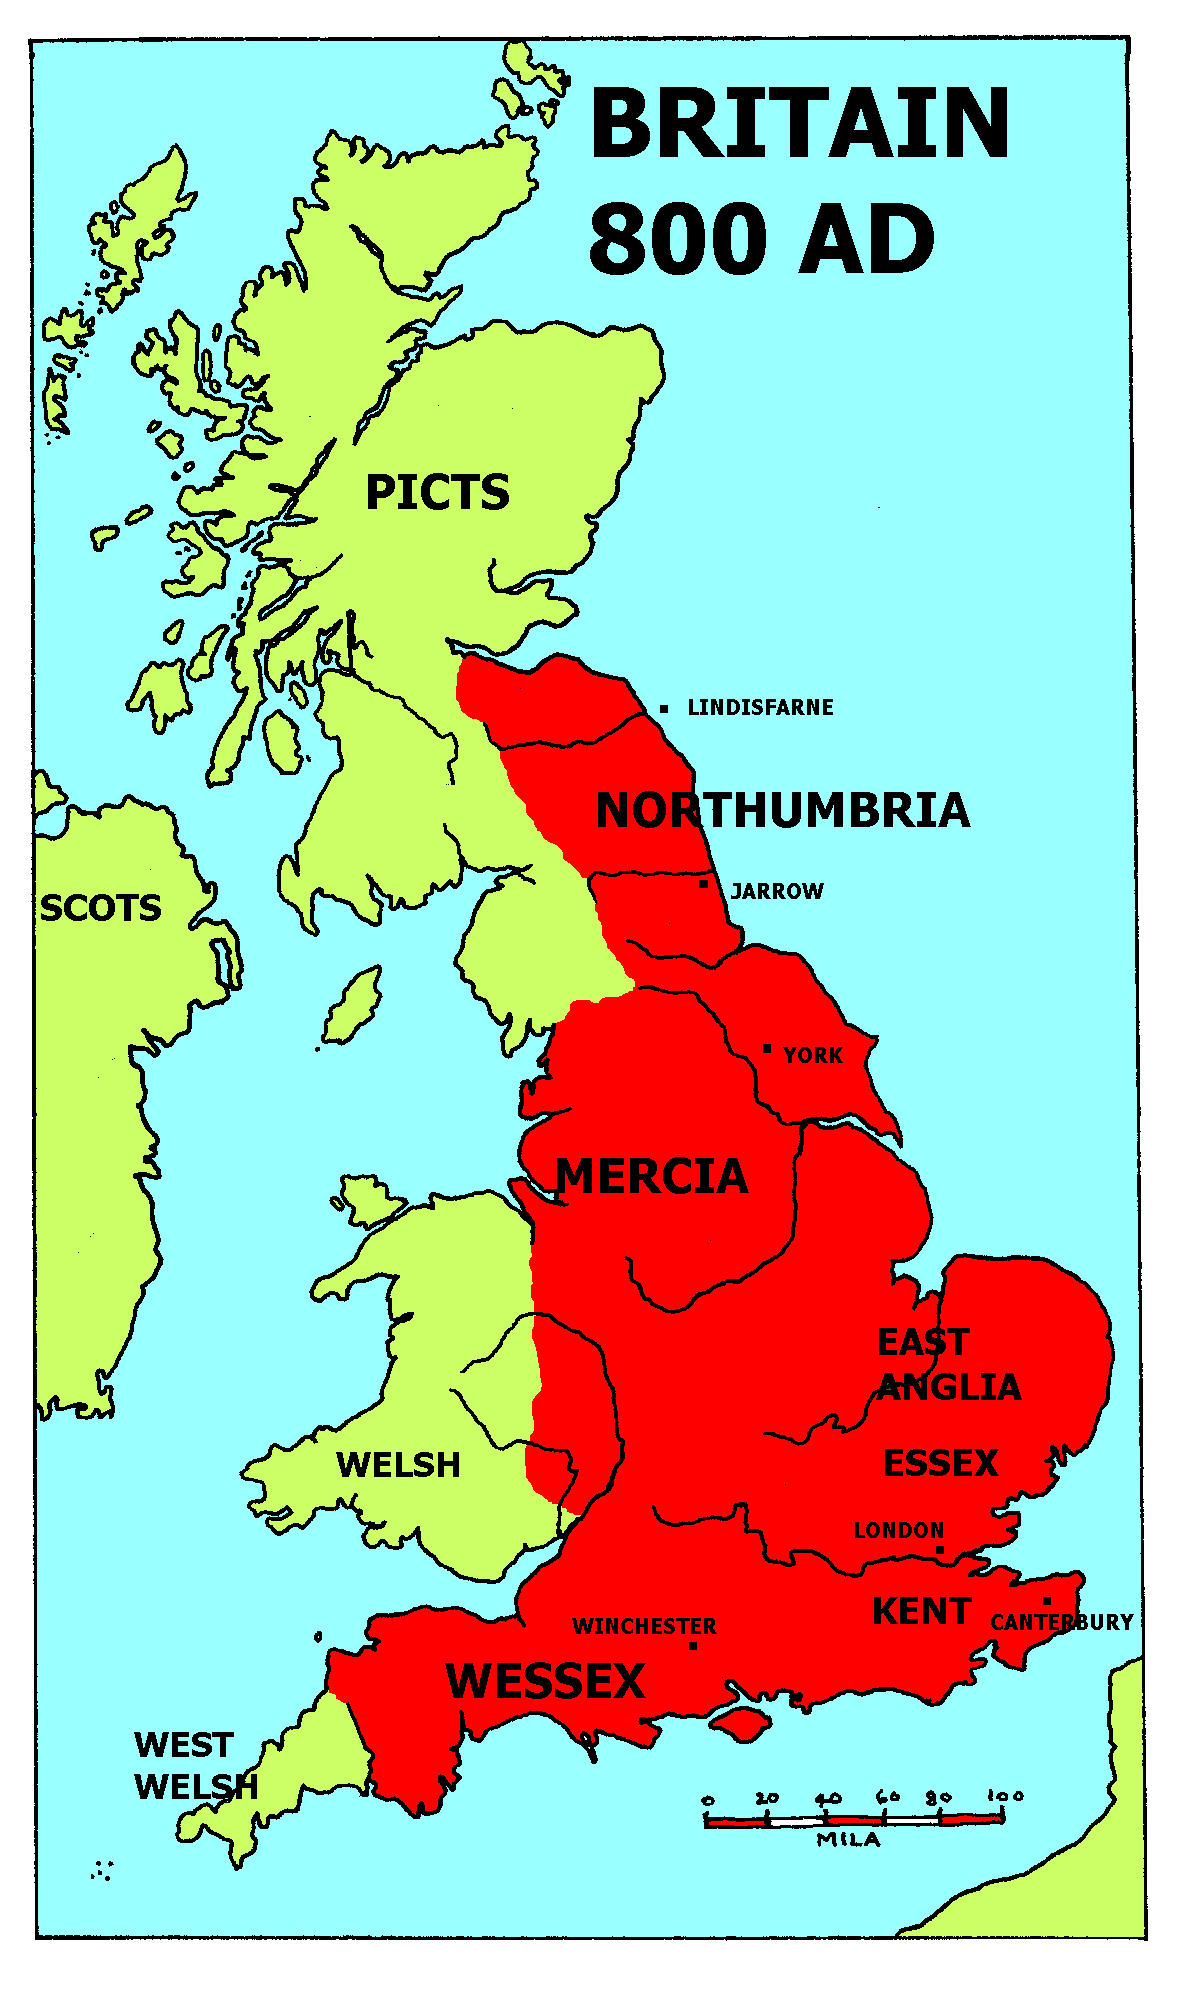 BRITAIN
800 AD
PICTS
LINDISFARNE
NORTHUMBRIA
JARROW
SCOTS
YORK
MERCIA
EAST
ANGLIA
WELSH
ESSEX
LONDON
KENT
CANTERBURY
WINCHESTER
WESSEX
WEST
WELSH
0 20 40 60 80 100
MILA